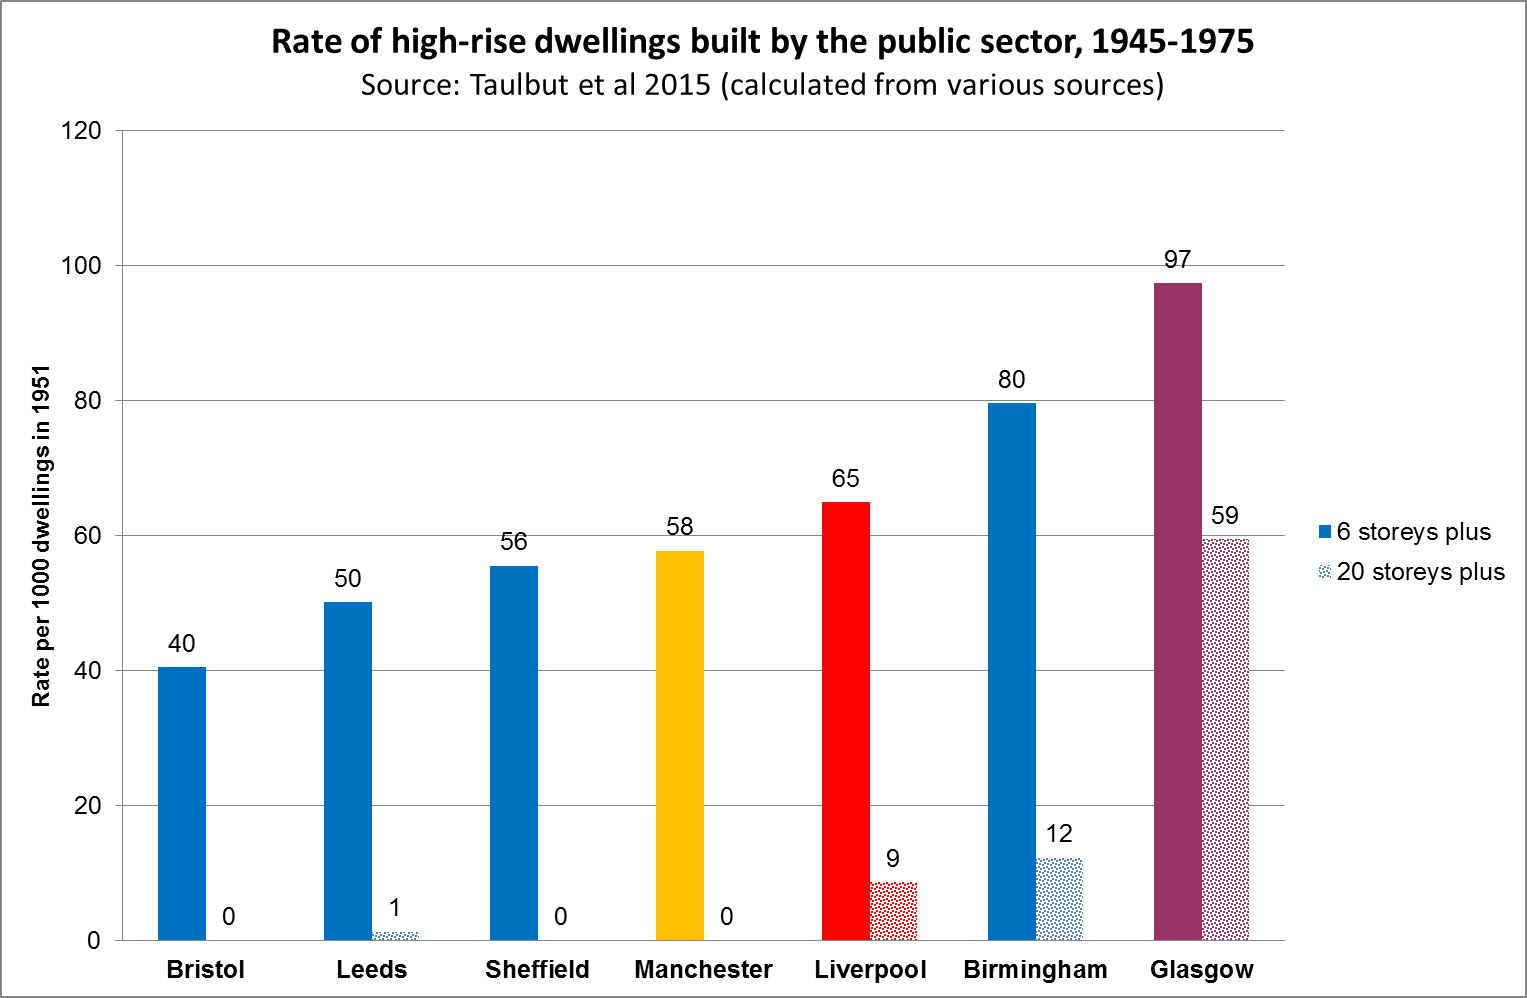 Rate of high-rise dwellings built by the public sector, 1945-1975
Source: Taulbut et al 2015 (calculated from various sources)
Rate per 1000 dwellings in 1951
120
100
80
60
40
20
0
40
0
50
1
56
0
58
0
65
9
80
12
97
59
Bristol
Leeds
Sheffield
Manchester
Liverpool
Birmingham
Glasgow
6 storeys plus
20 storeys plus